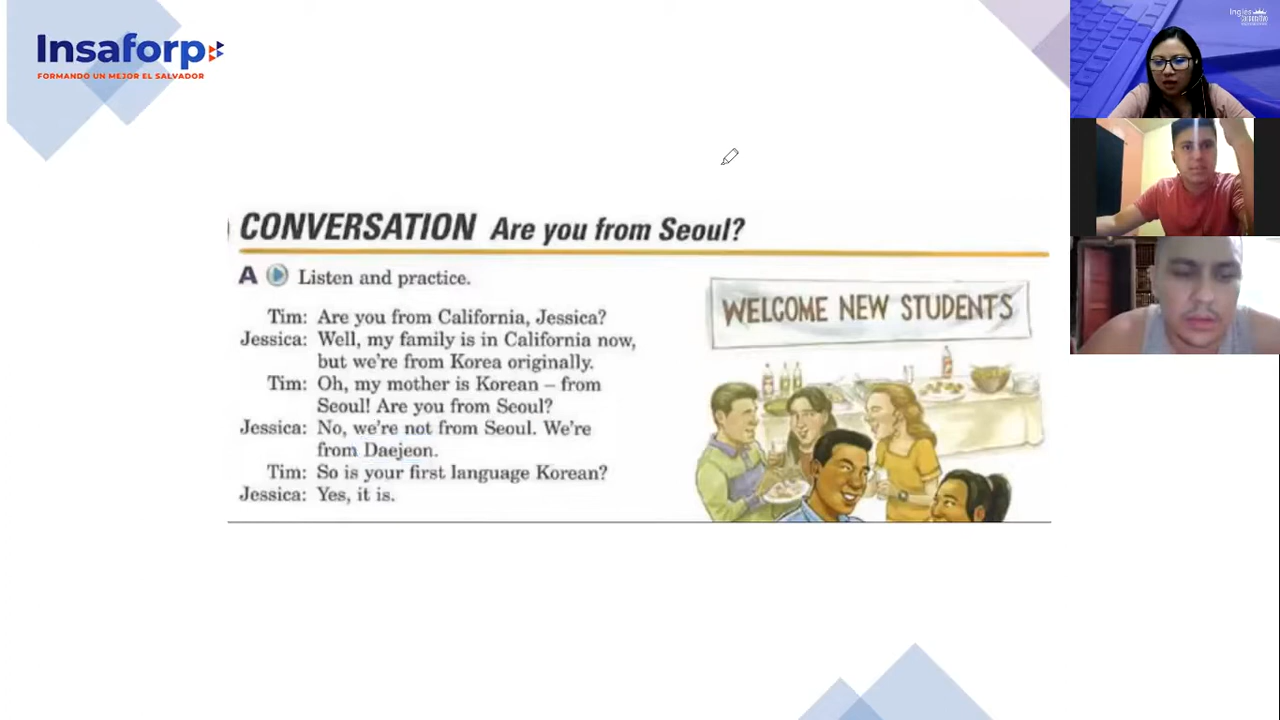 Insaforp
FORMANDO UN MEJOR EL SALVADOR
Inglés
CONVERSATION Are you from Seoul?
A Listen and practice.
Tim: Are you from California, Jessica?
Jessica: Well, my family is in California now,
but we're from Korea originally.
Tim: Oh, my mother is Korean – from
Seoul! Are you from Seoul?
Jessica: No, we're not from Seoul. We're
from Daejeon.
Tim: So is your first language Korean?
Jessica: Yes, it is.
WELCOME NEW STUDENTS